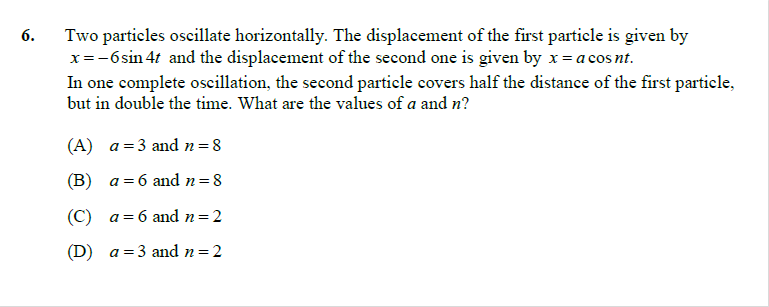 6. Two particles oscillate horizontally. The displacement of the first particle is given by
x = −6 sin 4t and the displacement of the second one is given by x = a cos nt.
In one complete oscillation, the second particle covers half the distance of the first particle,
but in double the time. What are the values of a and n?
(A) a = 3 and n = 8
(B) a = 6 and n = 8
(C) a = 6 and n = 2
(D) a = 3 and n = 2